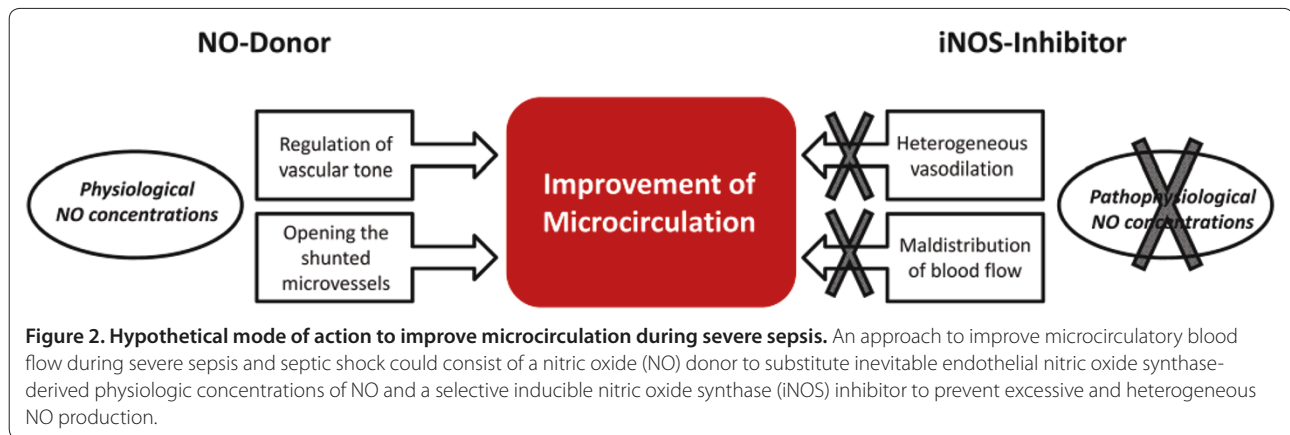 NO-Donor
iNOS-Inhibitor
Physiological
NO concentrations
Regulation of
vascular tone
Opening the
shunted
microvessels
Improvement of
Microcirculation
Heterogeneous
vasodilation
Maldistribution
of blood flow
Pathophysiological
NO concentrations
Figure 2. Hypothetical mode of action to improve microcirculation during severe sepsis. An approach to improve microcirculatory blood
flow during severe sepsis and septic shock could consist of a nitric oxide (NO) donor to substitute inevitable endothelial nitric oxide synthase-
derived physiologic concentrations of NO and a selective inducible nitric oxide synthase (iNOS) inhibitor to prevent excessive and heterogeneous
NO production.